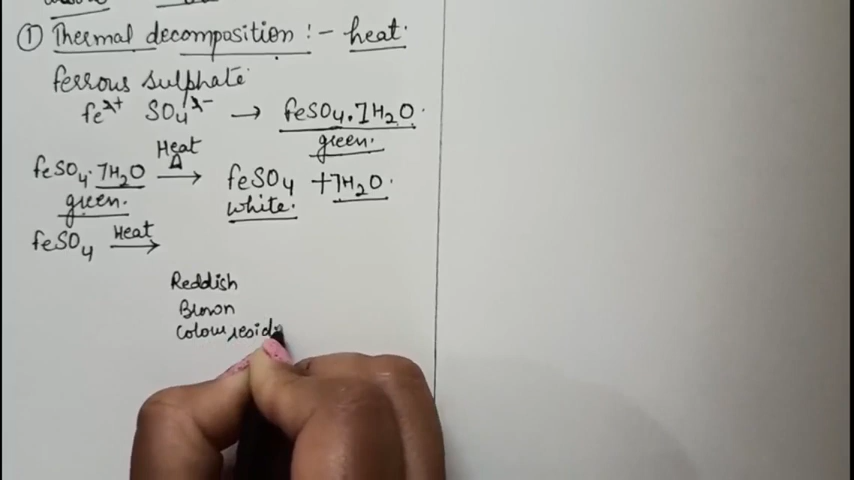 ① Thermal decomposition :- heat.
ferrous sulphate
fe²⁺ SO₄²⁻ → feSO₄.7H₂O.
green.
feSO₄.7H₂O Heat Δ → feSO₄ + 7H₂O.
green. white.
feSO₄ Heat →
Reddish
Brown
Colour resid